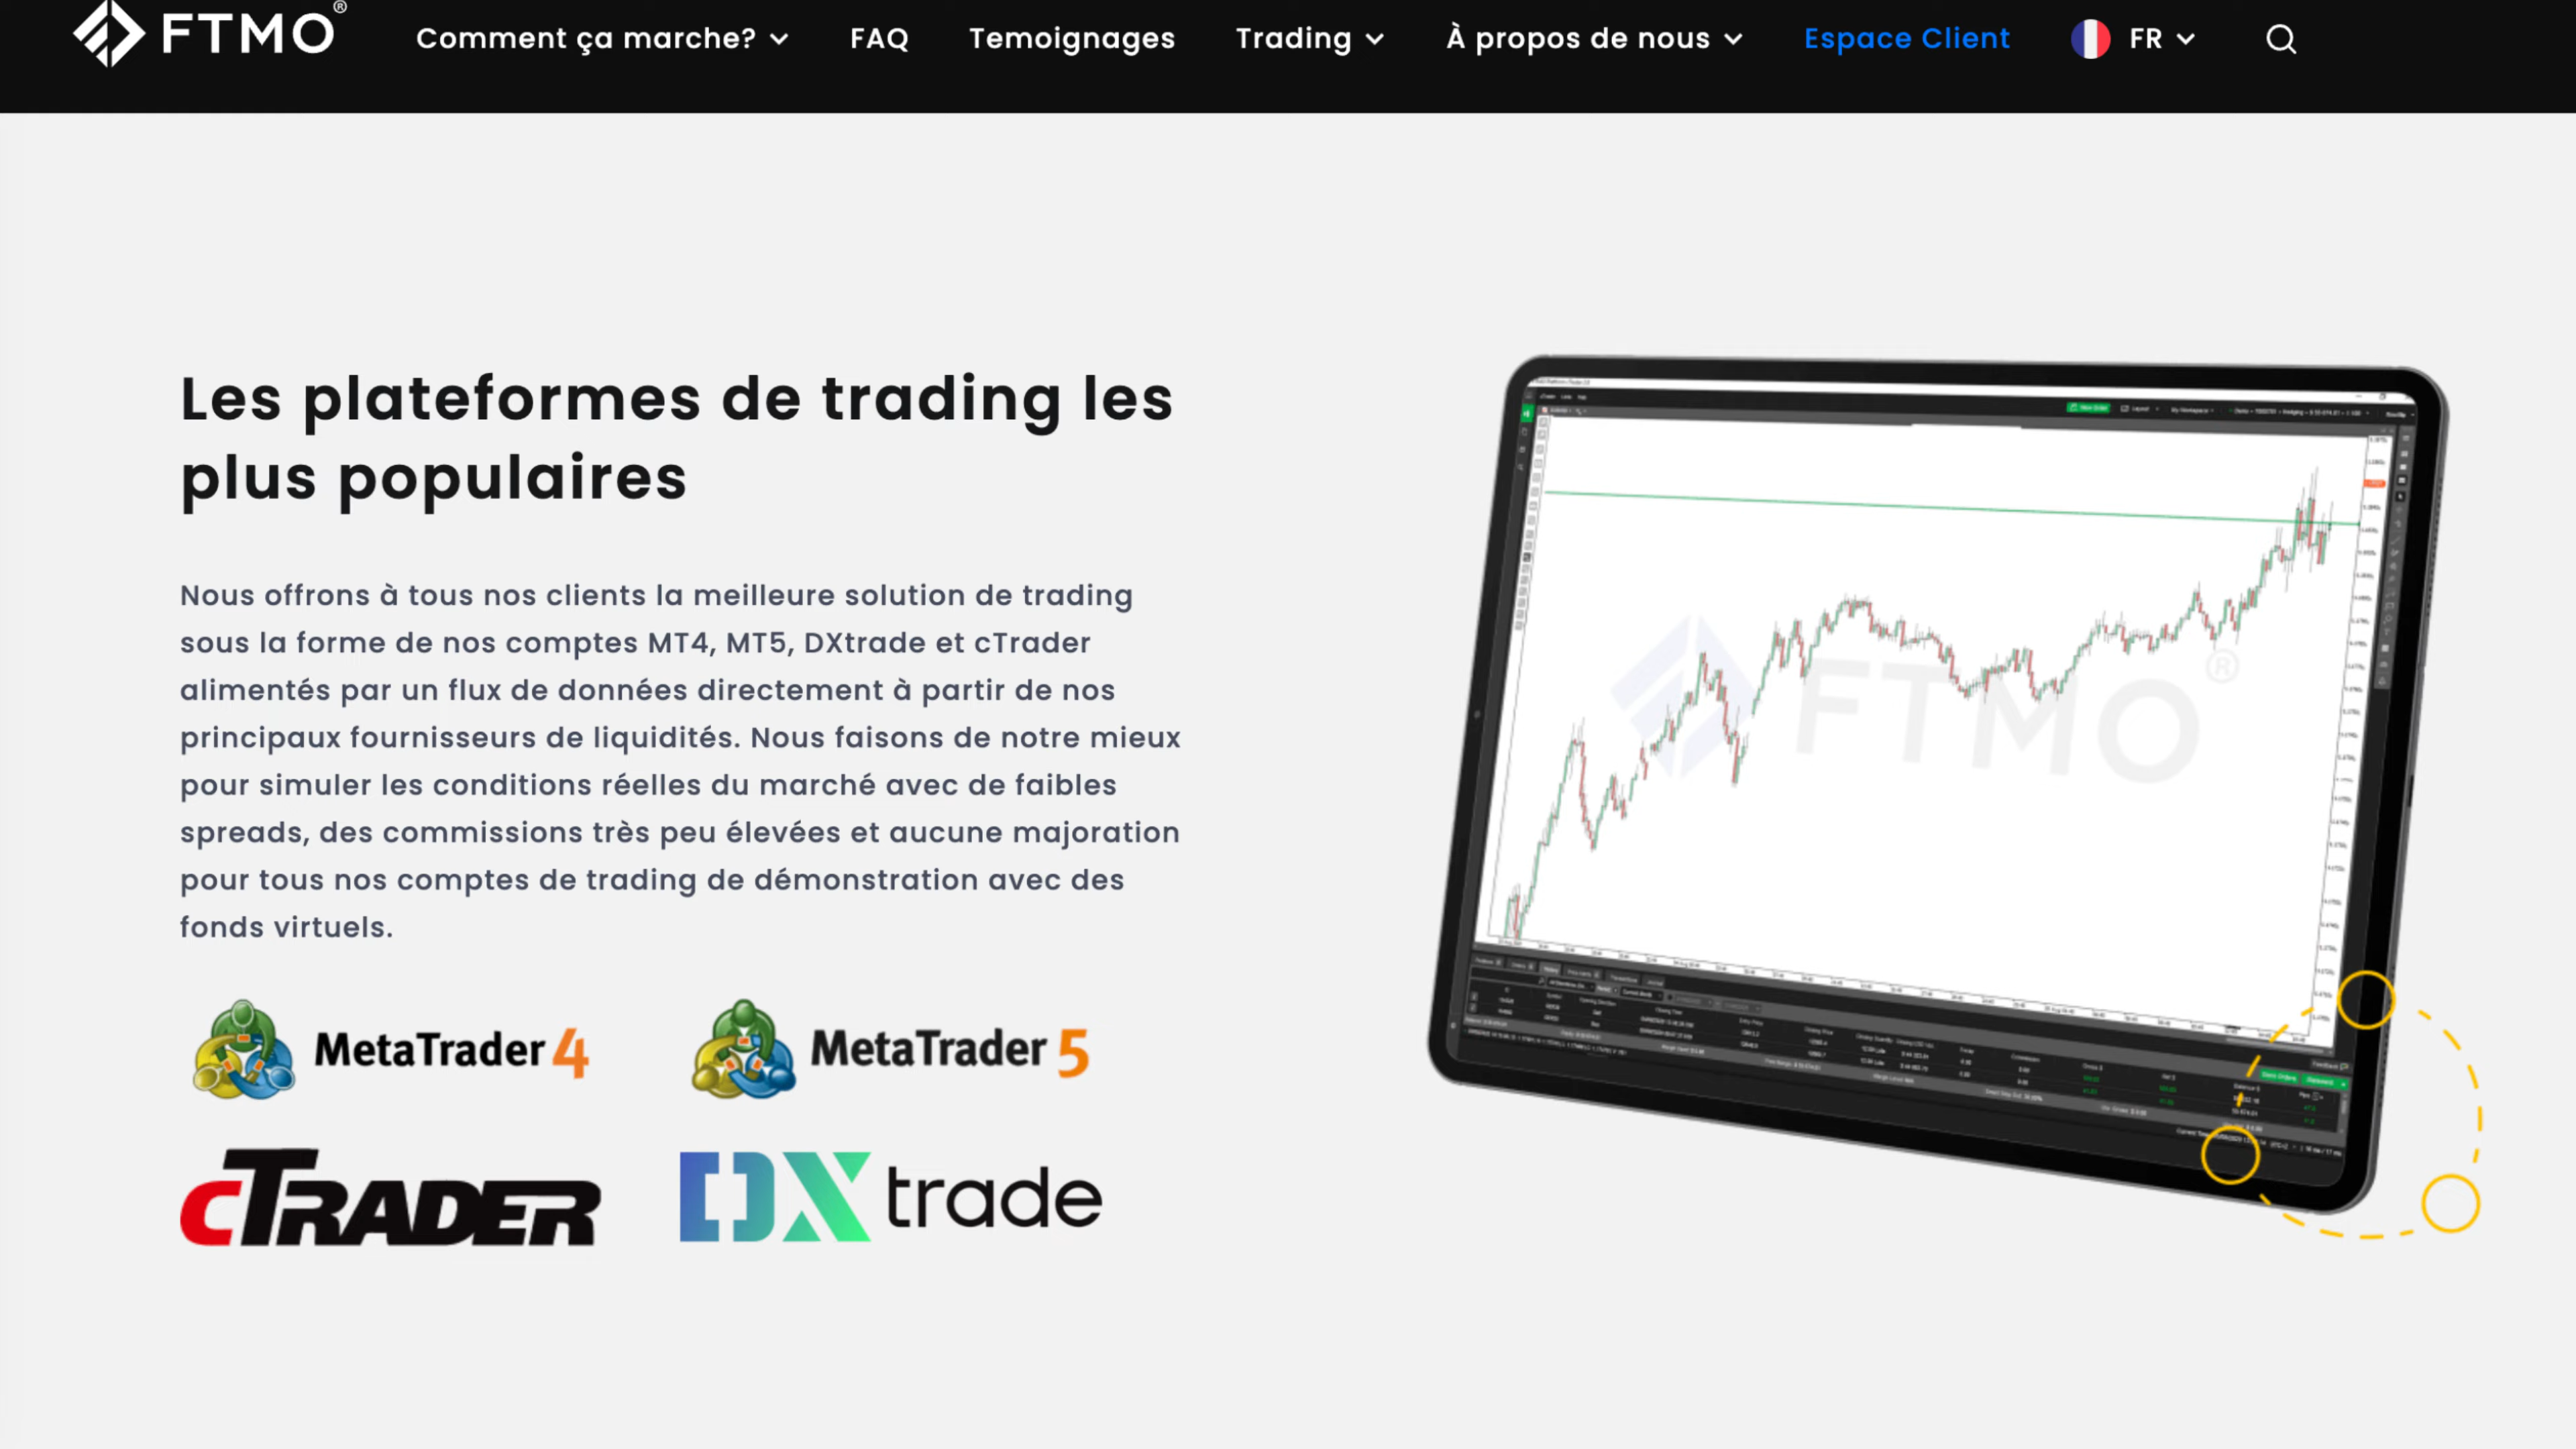 FTMO®
Comment ça marche? FAQ Temoignages Trading À propos de nous Espace Client FR
Les plateformes de trading les
plus populaires
Nous offrons à tous nos clients la meilleure solution de trading
sous la forme de nos comptes MT4, MT5, DXtrade et cTrader
alimentés par un flux de données directement à partir de nos
principaux fournisseurs de liquidités. Nous faisons de notre mieux
pour simuler les conditions réelles du marché avec de faibles
spreads, des commissions très peu élevées et aucune majoration
pour tous nos comptes de trading de démonstration avec des
fonds virtuels.
MetaTrader 4
MetaTrader 5
cTRADER
DX trade
FTMO®